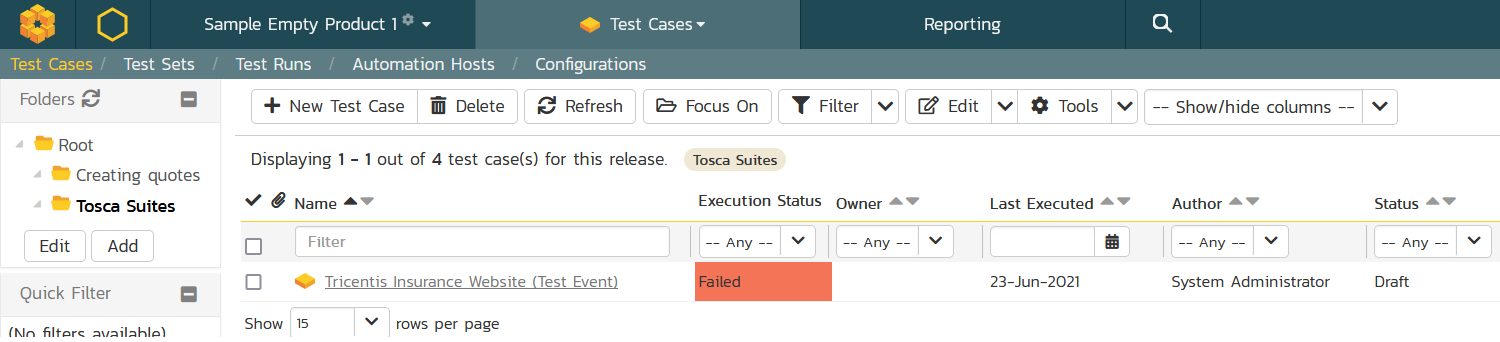 Sample Empty Product 1 Test Cases Reporting
Test Cases / Test Sets / Test Runs / Automation Hosts / Configurations
Folders
New Test Case Delete Refresh Focus On Filter Edit Tools -- Show/hide columns --
Root
Creating quotes
Tosca Suites
Edit Add
Displaying 1 - 1 out of 4 test case(s) for this release. Tosca Suites
Name Execution Status Owner Last Executed Author Status
Filter -- Any -- -- Any -- -- Any -- -- Any --
Tricentis Insurance Website (Test Event) Failed 23-Jun-2021 System Administrator Draft
Quick Filter
(No filters available)
Show 15 rows per page